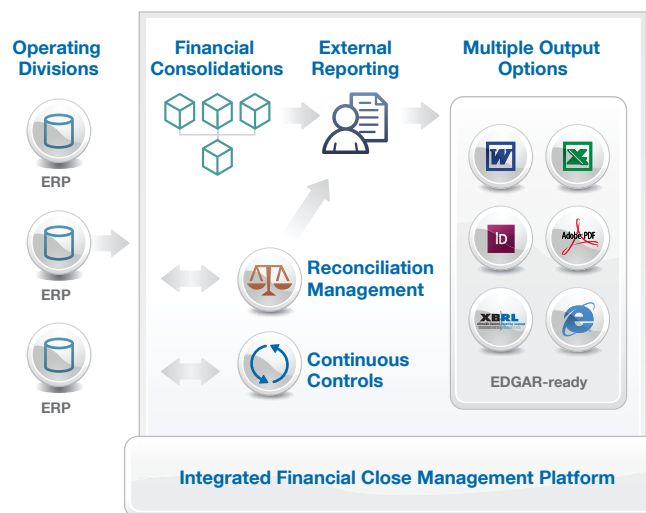 Operating
Divisions
ERP
ERP
ERP
Financial
Consolidations
External
Reporting
Multiple Output
Options
Reconciliation
Management
Continuous
Controls
W
X
ID
Adobe PDF
XBRL
e
EDGAR-ready
Integrated Financial Close Management Platform